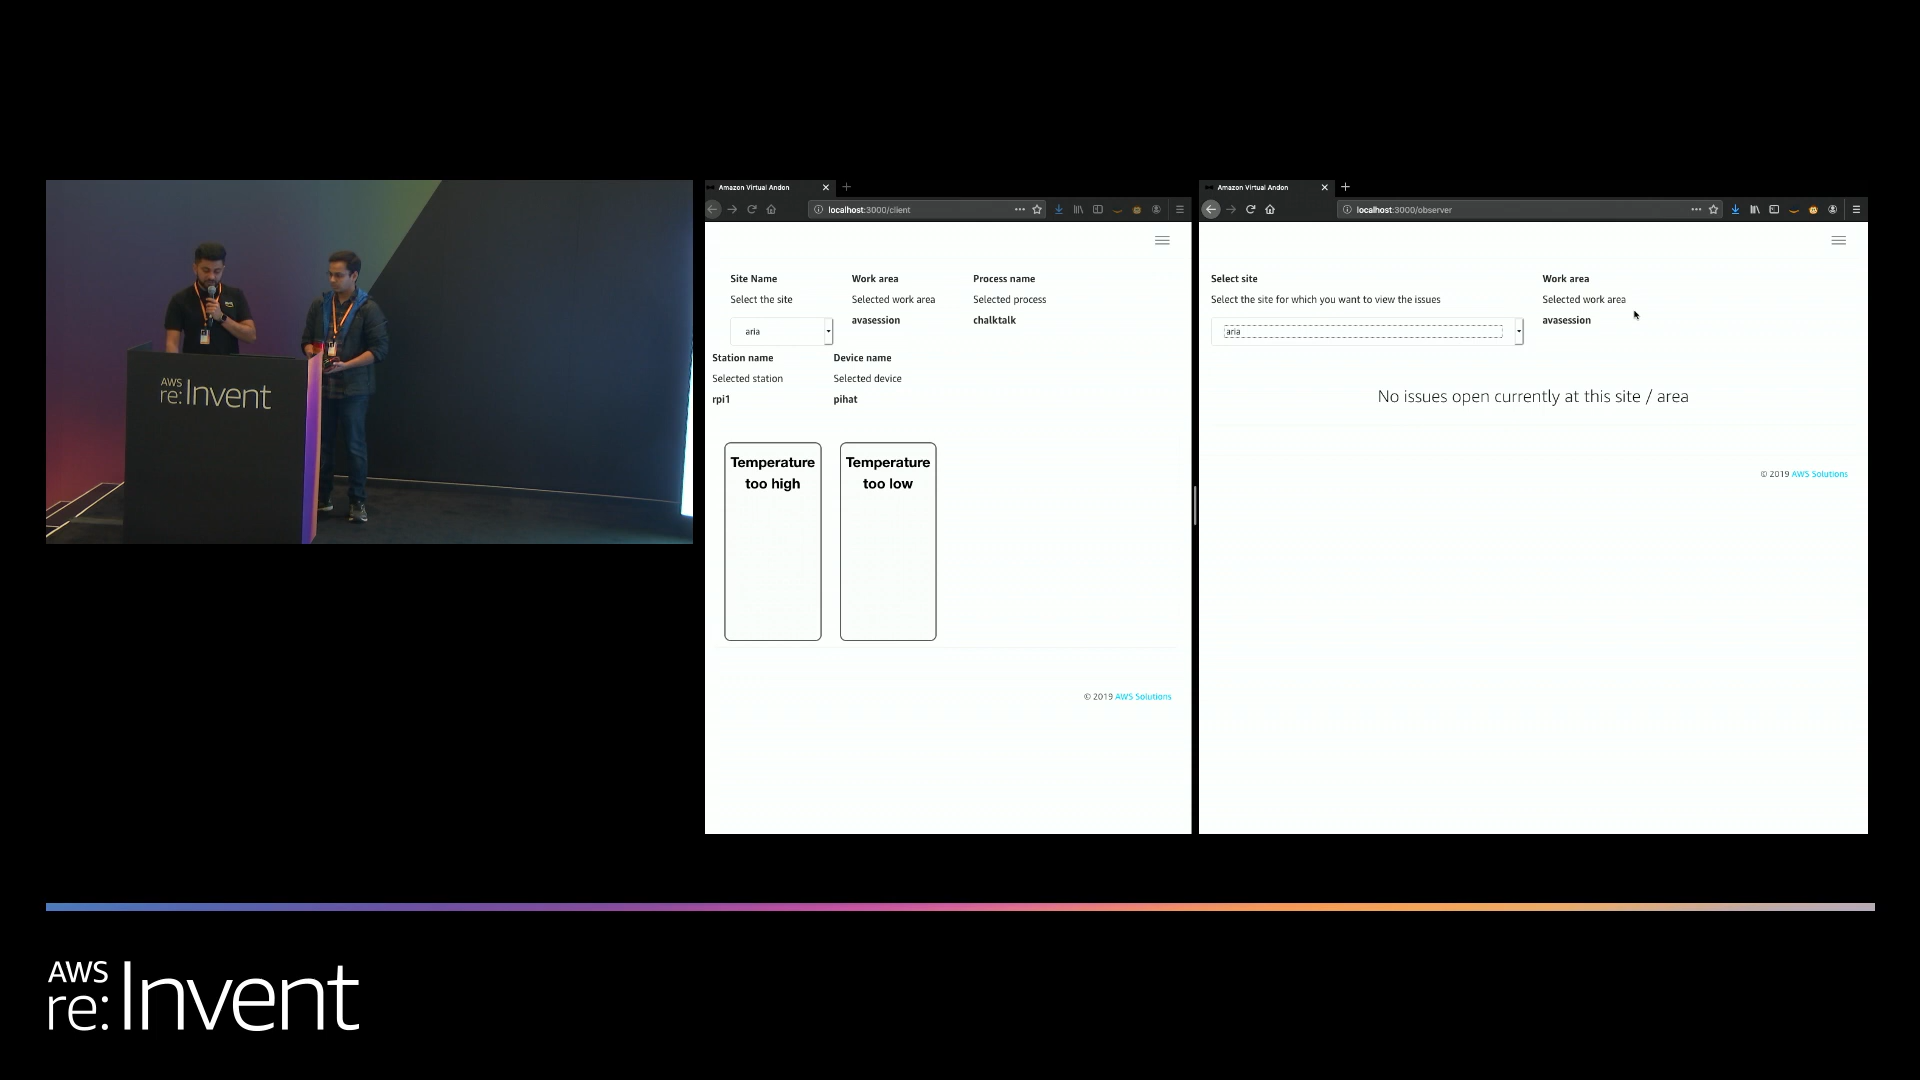 AWS
re:Invent
Amazon Virtual Andon
localhost:3000/client
Site Name
Select the site
aria
Work area
Selected work area
avasession
Process name
Selected process
chalktalk
Station name
Selected station
rpi1
Device name
Selected device
pihat
Temperature
too high
Temperature
too low
© 2019 AWS Solutions
Amazon Virtual Andon
localhost:3000/observer
Select site
Select the site for which you want to view the issues
aria
Work area
Selected work area
avasession
No issues open currently at this site / area
© 2019 AWS Solutions
AWS
re:Invent